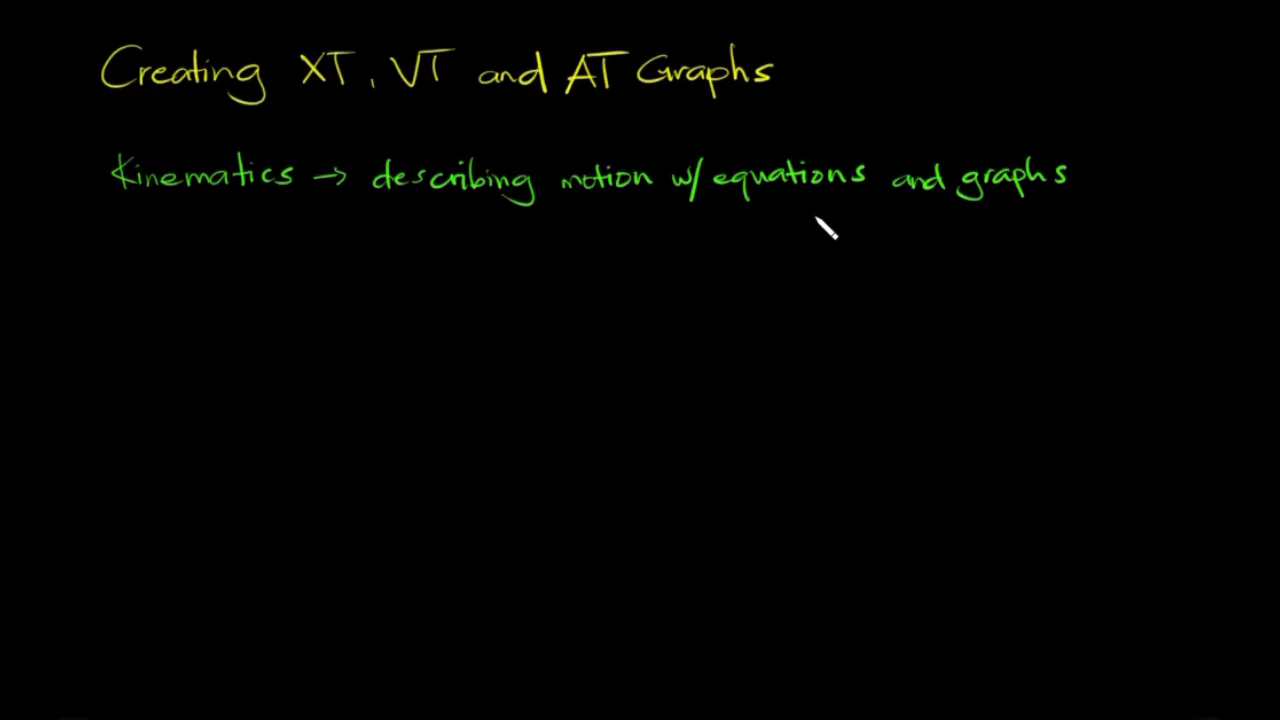 Creating XT, VT and AT Graphs
Kinematics → describing motion w/ equations and graphs